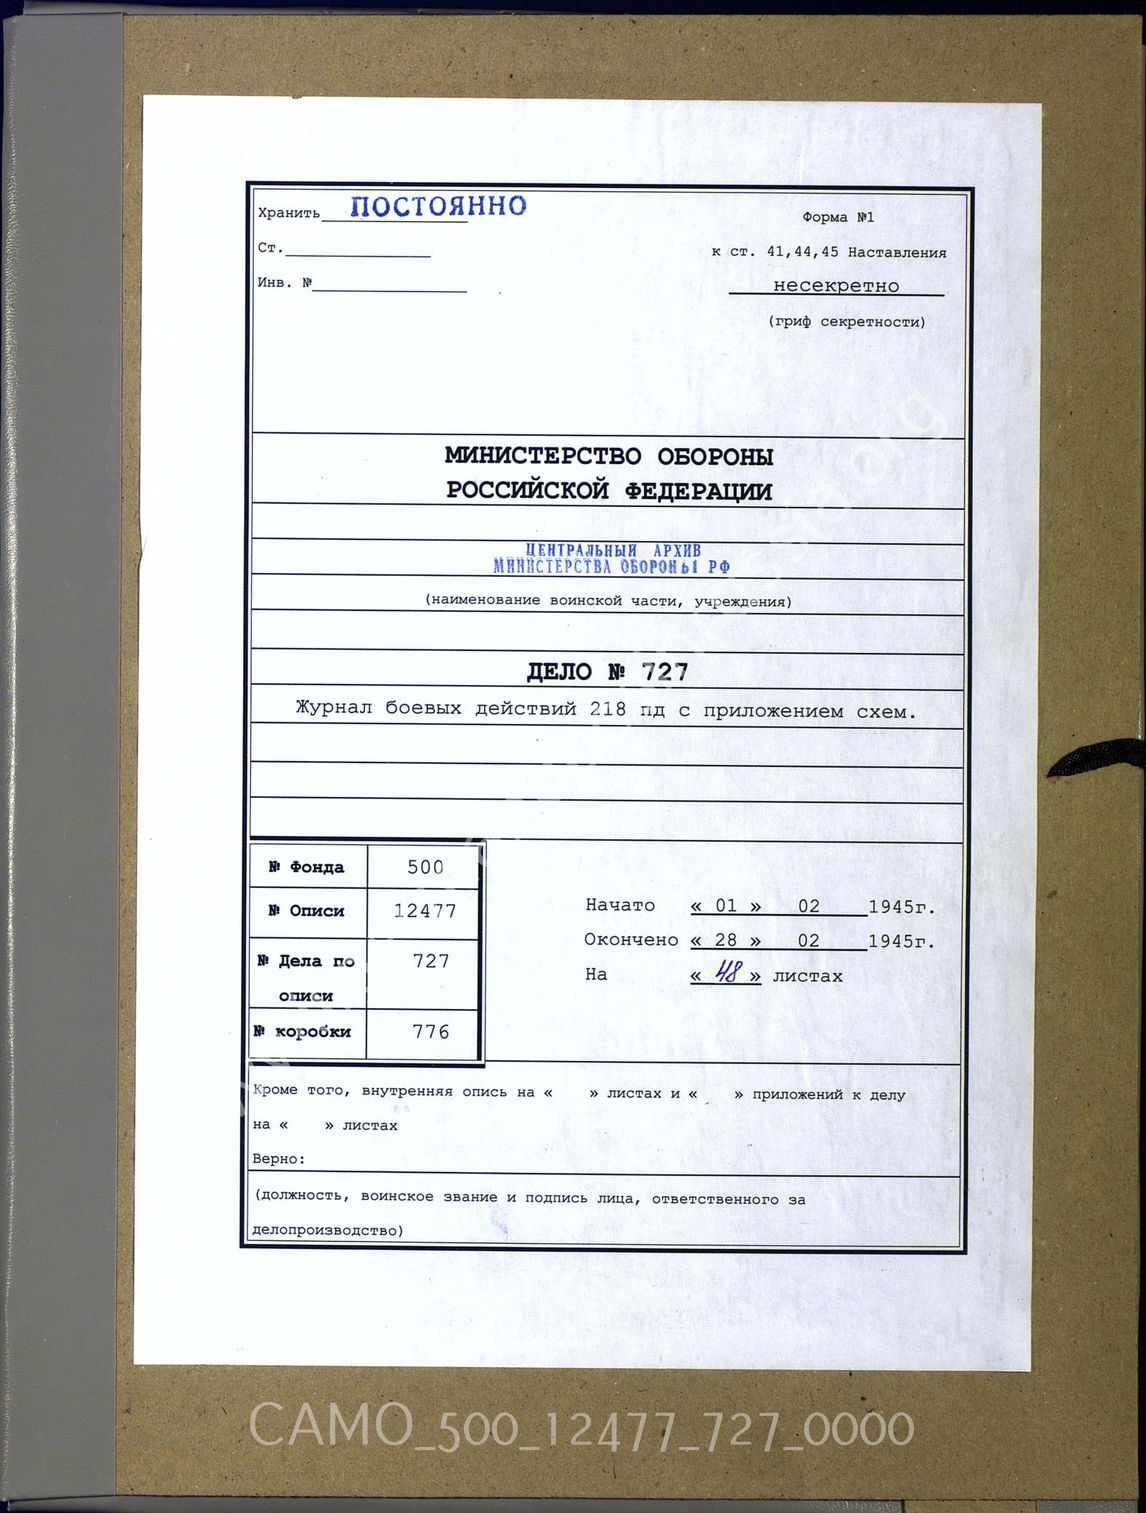 Хранить ПОСТОЯННО
Форма №1
Ст.
к ст. 41,44,45 Наставления
Инв. №
несекретно
(гриф секретности)
МИНИСТЕРСТВО ОБОРОНЫ
РОССИЙСКОЙ ФЕДЕРАЦИИ
ЦЕНТРАЛЬНЫЙ АРХИВ
МИНИСТЕРСТВА ОБОРОНЫ РФ
(наименование воинской части, учреждения)
ДЕЛО № 727
Журнал боевых действий 218 пд с приложением схем.
№ Фонда 500
№ Описи 12477
№ Дела по описи 727
№ коробки 776
Начато « 01 » 02 1945г.
Окончено « 28 » 02 1945г.
На « 48 » листах
Кроме того, внутренняя опись на « » листах и « » приложений к делу
на « » листах
Верно:
(должность, воинское звание и подпись лица, ответственного за
делопроизводство)
CAMO_500_12477_727_0000